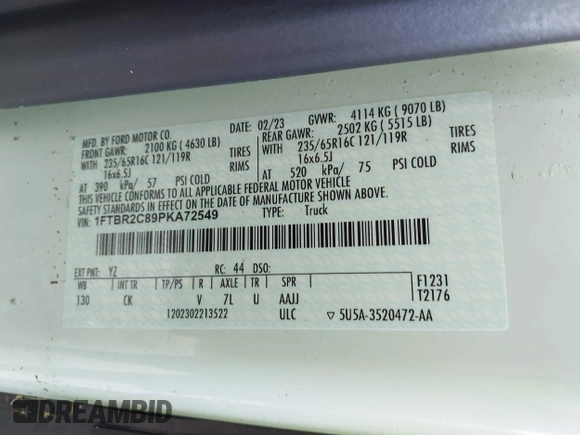 MFD. BY FORD MOTOR CO.
DATE: 02/23 GVWR: 4114 KG ( 9070 LB)
FRONT GAWR: 2100 KG ( 4630 LB) REAR GAWR: 2502 KG ( 5515 LB)
WITH 235/65R16C 121/119R TIRES WITH 235/65R16C 121/119R TIRES
16x6.5J RIMS 16x6.5J RIMS
AT 390 kPa/ 57 PSI COLD AT 520 kPa/ 75 PSI COLD
THIS VEHICLE CONFORMS TO ALL APPLICABLE FEDERAL MOTOR VEHICLE
SAFETY STANDARDS IN EFFECT ON THE DATE OF MANUFACTURE SHOWN ABOVE.
VIN: 1FTBR2C89PKA72549 TYPE: Truck
EXT PNT: YZ RC: 44 DSO: F1231
WB INT TR TP/PS R AXLE TR SPR T2176
130 CK V 7L U AAJJ
1202302213522 ULC ▽ 5U5A-3520472-AA
DREAMBID